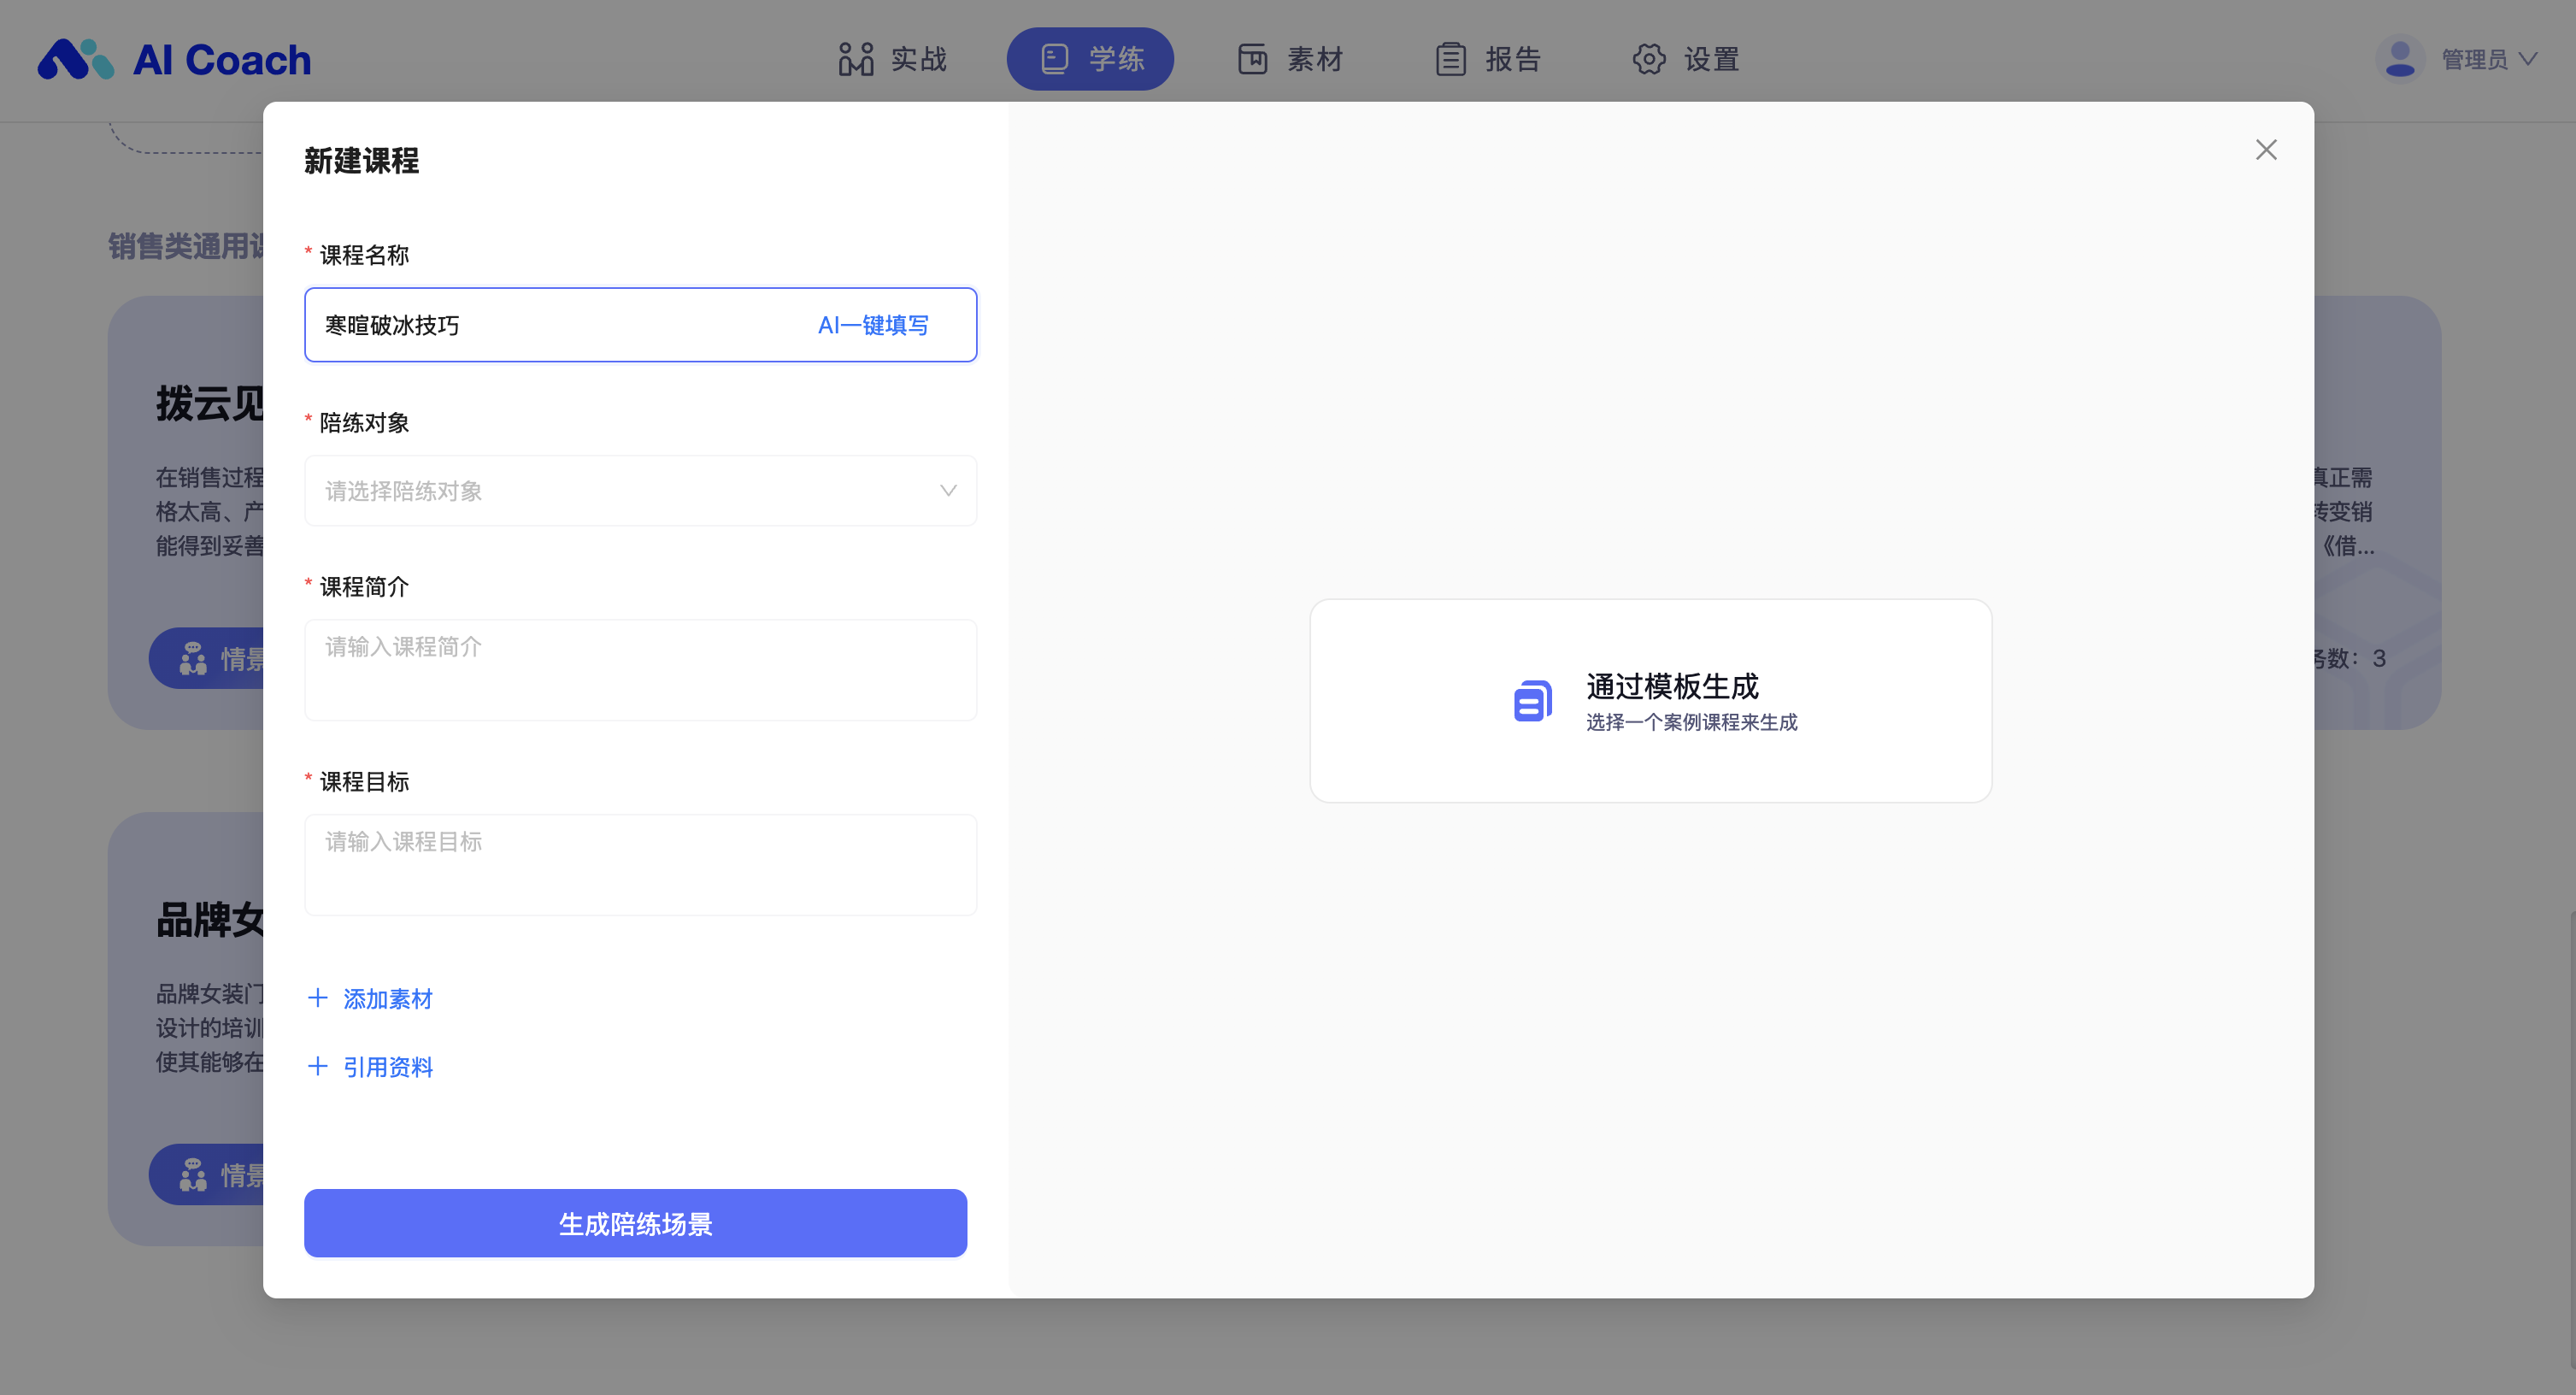 AI Coach
实战
学练
素材
报告
设置
管理员
新建课程
销售类通用
* 课程名称
寒暄破冰技巧
AI一键填写
拨云见
* 陪练对象
在销售过程
请选择陪练对象
真正需
格太高、产
转变销
能得到妥善
《借...
* 课程简介
请输入课程简介
情景
务数：3
通过模板生成
选择一个案例课程来生成
* 课程目标
请输入课程目标
品牌女
品牌女装门
添加素材
设计的培训
使其能够在
引用资料
情景
生成陪练场景